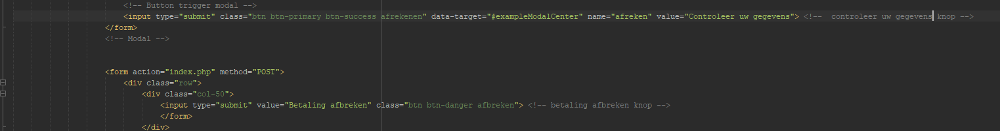 <!-- Button trigger modal -->
<input type="submit" class="btn btn-primary btn-success afrekenen" data-target="#exampleModalCenter" name="afreken" value="Controleer uw gegevens"> <!--  controleer uw gegevens knop -->
</form>
<!-- Modal -->
<form action="index.php" method="POST">
<div class="row">
<div class="col-50">
<input type="submit" value="Betaling afbreken" class="btn btn-danger afbreken"> <!-- betaling afbreken knop -->
</form>
</div>